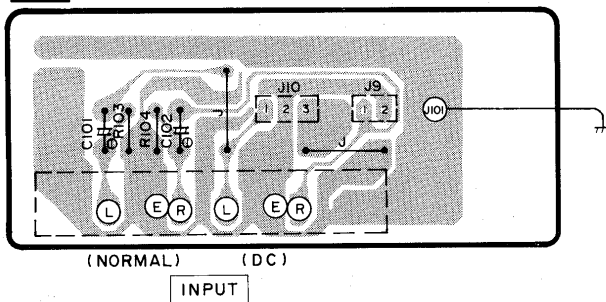 J10 J9
1 2 3 1 2
J101
C101 R103 R104 C102 J J
L E R L E R
(NORMAL) (DC)
INPUT